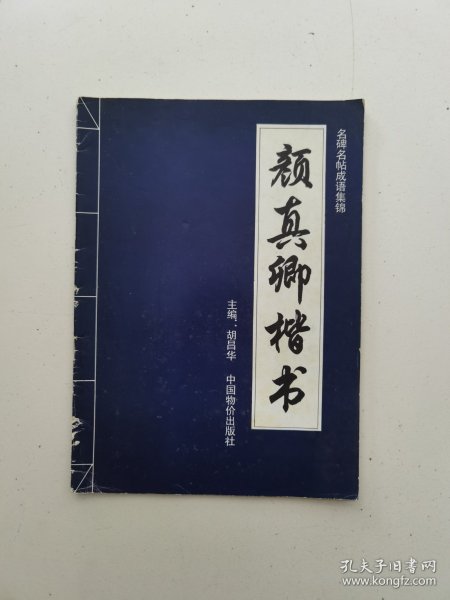 名碑名帖成语集锦
颜真卿楷书
主编：胡昌华 中国物价出版社
孔夫子旧书网
www.kongfz.com